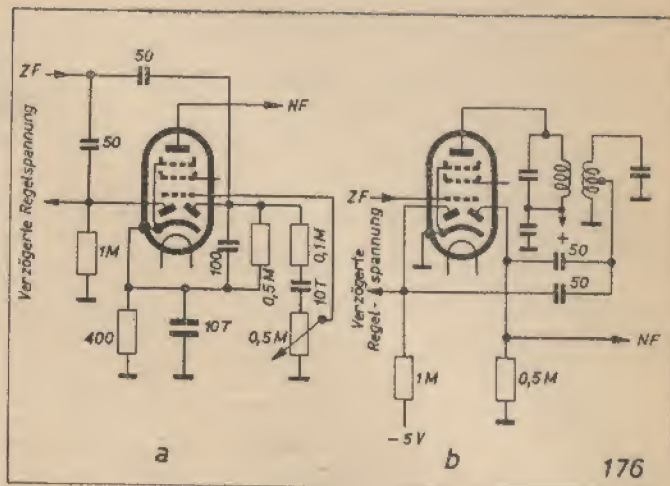 50
ZF
NF
50
Verzögerte Regelspannung
1M
100
0,5M
0,1M
10T
400
10T
0,5M
a
ZF
Verzögerte
Regel-spannung
50
+
50
NF
1M
0,5M
-5V
b
176